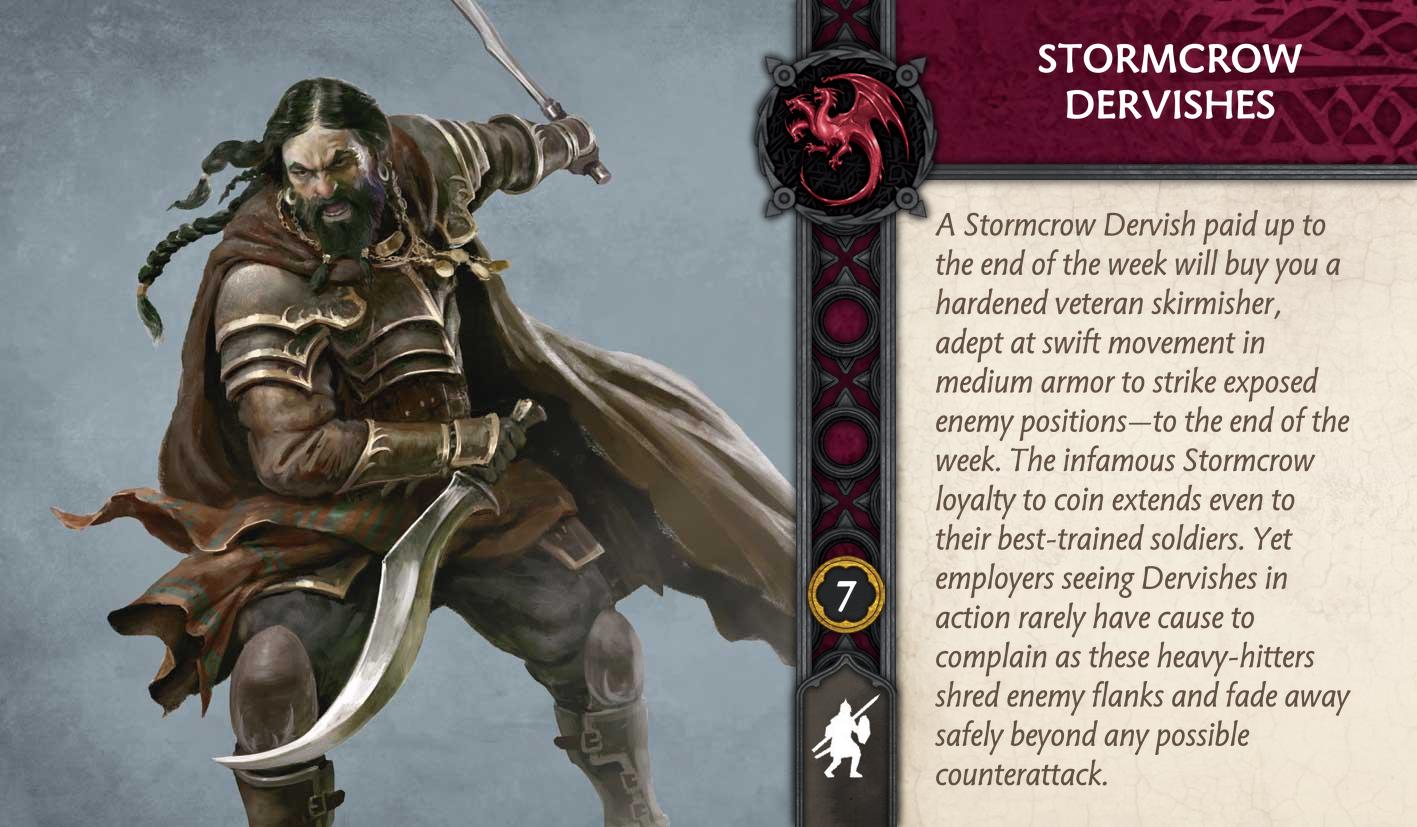 STORMCROW
DERVISHES
A Stormcrow Dervish paid up to
the end of the week will buy you a
hardened veteran skirmisher,
adept at swift movement in
medium armor to strike exposed
enemy positions—to the end of the
week. The infamous Stormcrow
loyalty to coin extends even to
their best-trained soldiers. Yet
employers seeing Dervishes in
action rarely have cause to
complain as these heavy-hitters
shred enemy flanks and fade away
safely beyond any possible
counterattack.
7